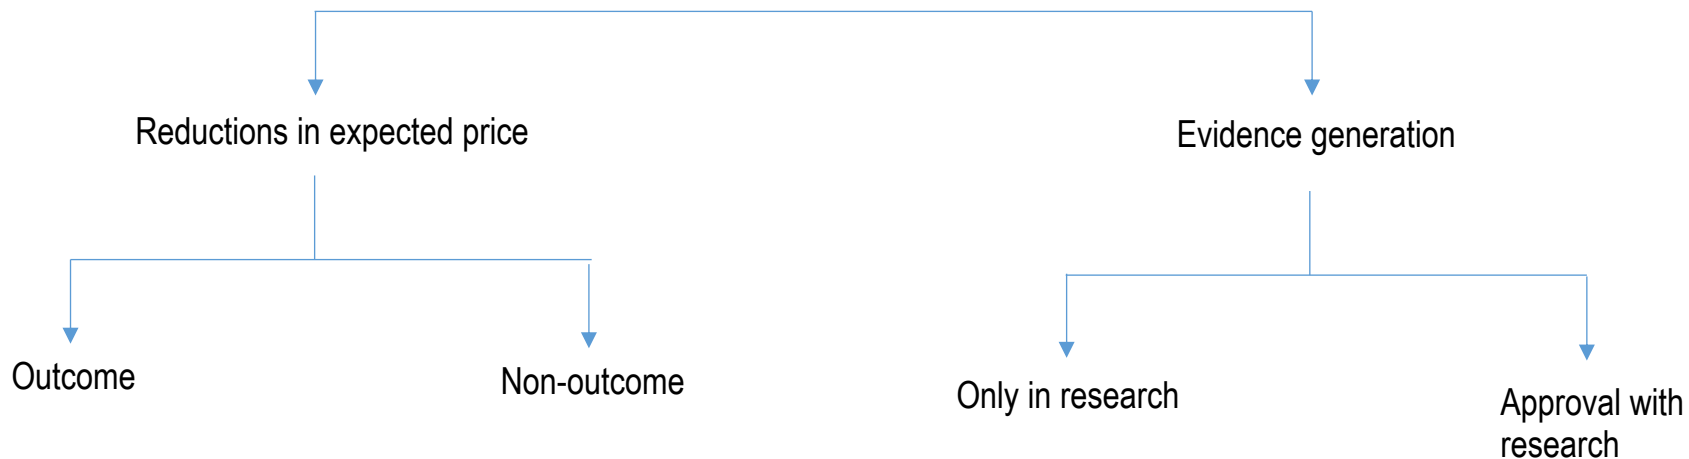 Reductions in expected price
Evidence generation
Outcome
Non-outcome
Only in research
Approval with
research